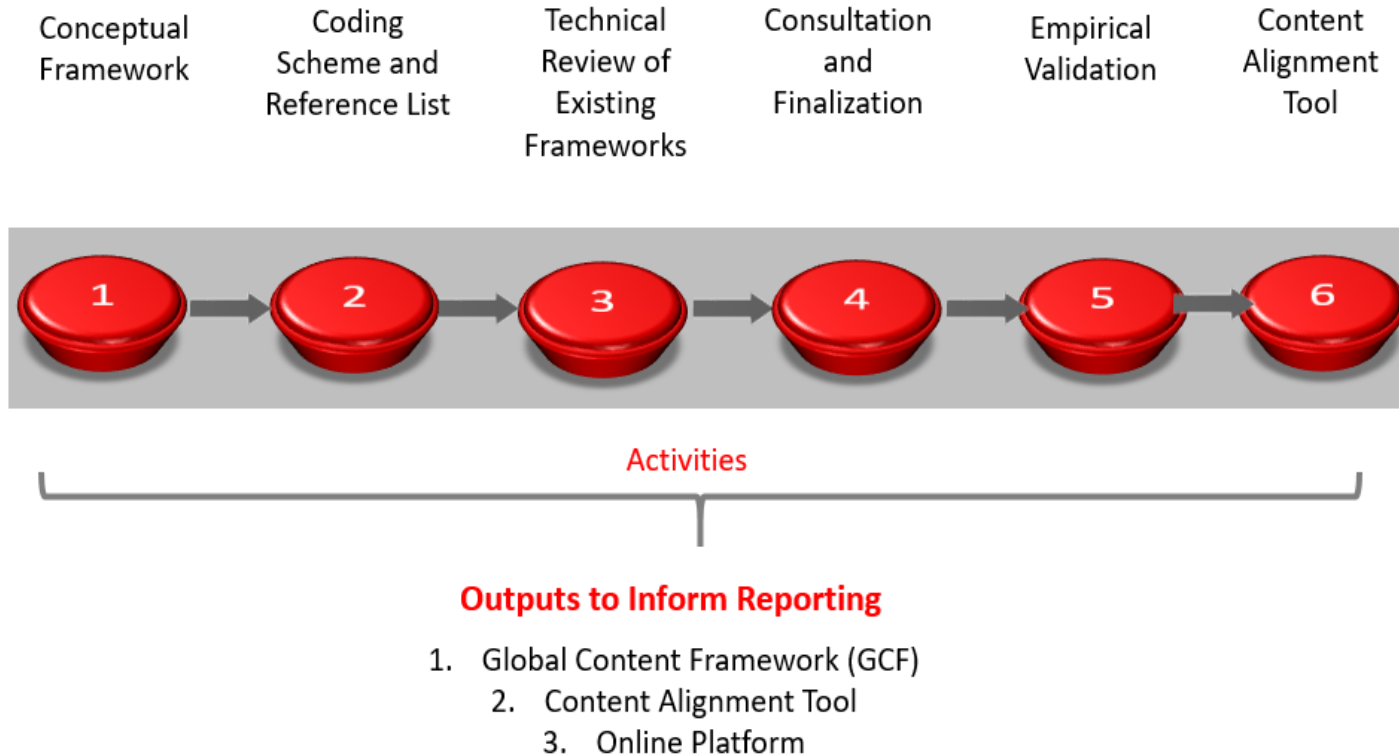 Conceptual
Framework
Coding
Scheme and
Reference List
Technical
Review of
Existing
Frameworks
Consultation
and
Finalization
Empirical
Validation
Content
Alignment
Tool
1
2
3
4
5
6
Activities
Outputs to Inform Reporting
1. Global Content Framework (GCF)
2. Content Alignment Tool
3. Online Platform